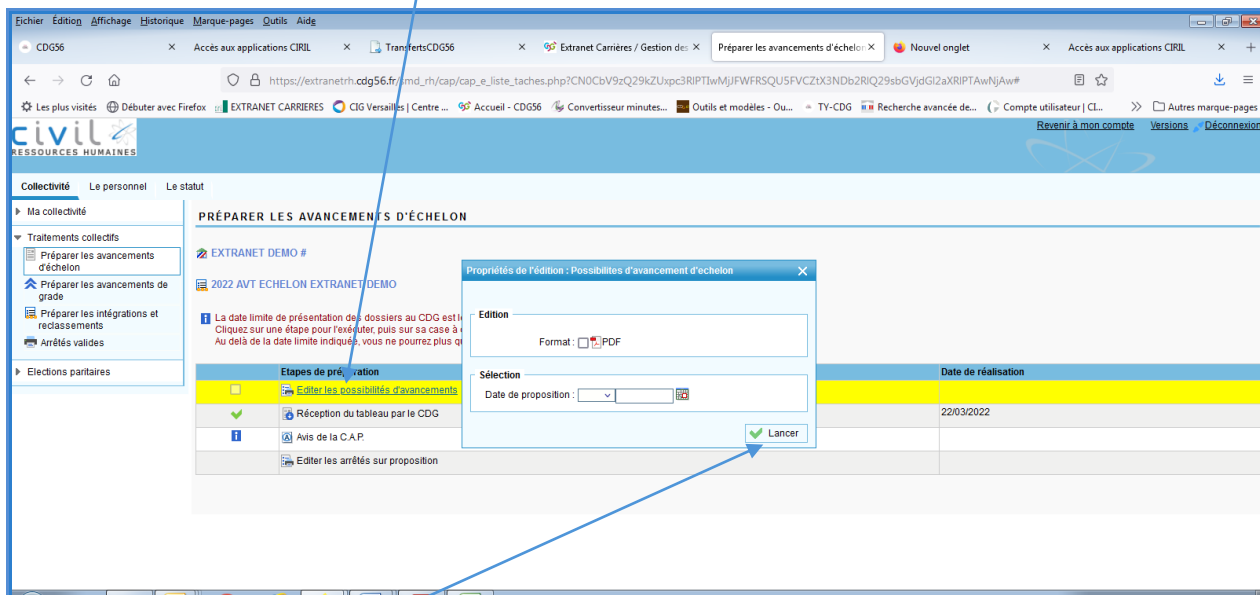 Fichier Édition Affichage Historique Marque-pages Outils Aide
CDG56 × Accès aux applications CIRIL × TransfertsCDG56 × Extranet Carrières / Gestion des × Préparer les avancements d'échelon × Nouvel onglet × Accès aux applications CIRIL × +
https://extranetrh.cdg56.fr/smd_rh/cap/cap_e_liste_taches.php?CN0CbV9zQ29kZUxpc3RlPTIwMjJFWFRSQU5FVCZtX3NDb2RlQ29sbGVjdGl2aXRlPTAwNjAw#
Les plus visités Débuter avec Firefox EXTRANET CARRIERES CIG Versailles | Centre ... Accueil - CDG56 Convertisseur minutes... Outils et modèles - Ou... TY-CDG Recherche avancée de... Compte utilisateur | CI... Autres marque-pages
civil
RESSOURCES HUMAINES
Revenir à mon compte Versions Déconnexion
Collectivité Le personnel Le statut
Ma collectivité
Traitements collectifs
Préparer les avancements
d'échelon
Préparer les avancements de
grade
Préparer les intégrations et
reclassements
Arrêtés valides
Elections paritaires
PRÉPARER LES AVANCEMENTS D'ÉCHELON
EXTRANET DEMO #
2022 AVT ECHELON EXTRANET DEMO
La date limite de présentation des dossiers au CDG est l
Cliquez sur une étape pour l'exécuter, puis sur sa case à
Au delà de la date limite indiquée, vous ne pourrez plus
Etapes de préparation Date de réalisation
Editer les possibilités d'avancements
Réception du tableau par le CDG 22/03/2022
Avis de la C.A.P.
Editer les arrêtés sur proposition
Propriétés de l'édition : Possibilites d'avancement d'echelon
Edition
Format : PDF
Sélection
Date de proposition :
Lancer